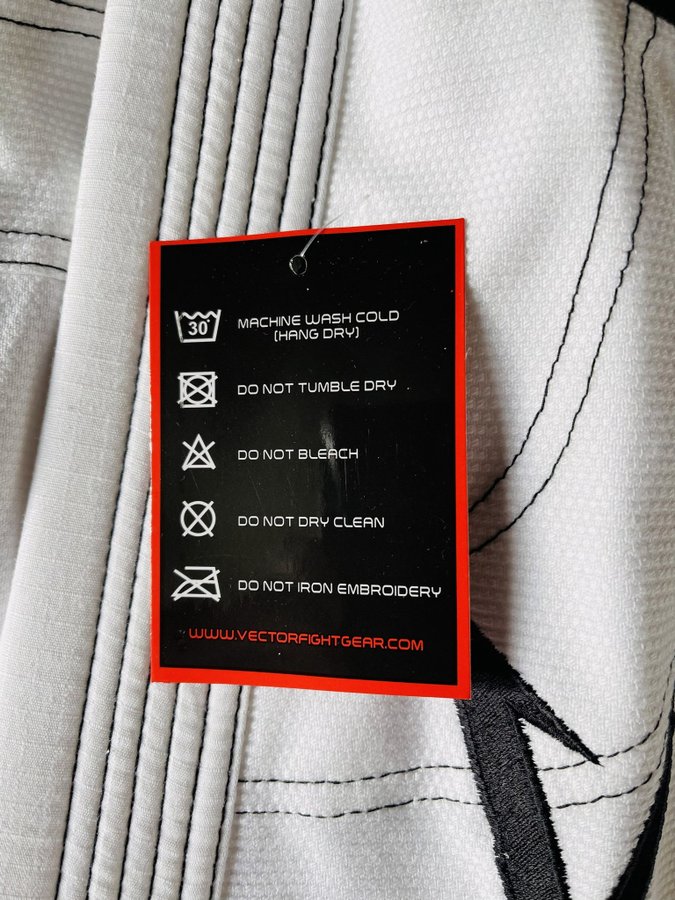 30°
MACHINE WASH COLD
(HANG DRY)
DO NOT TUMBLE DRY
DO NOT BLEACH
DO NOT DRY CLEAN
DO NOT IRON EMBROIDERY
WWW.VECTORFIGHTGEAR.COM